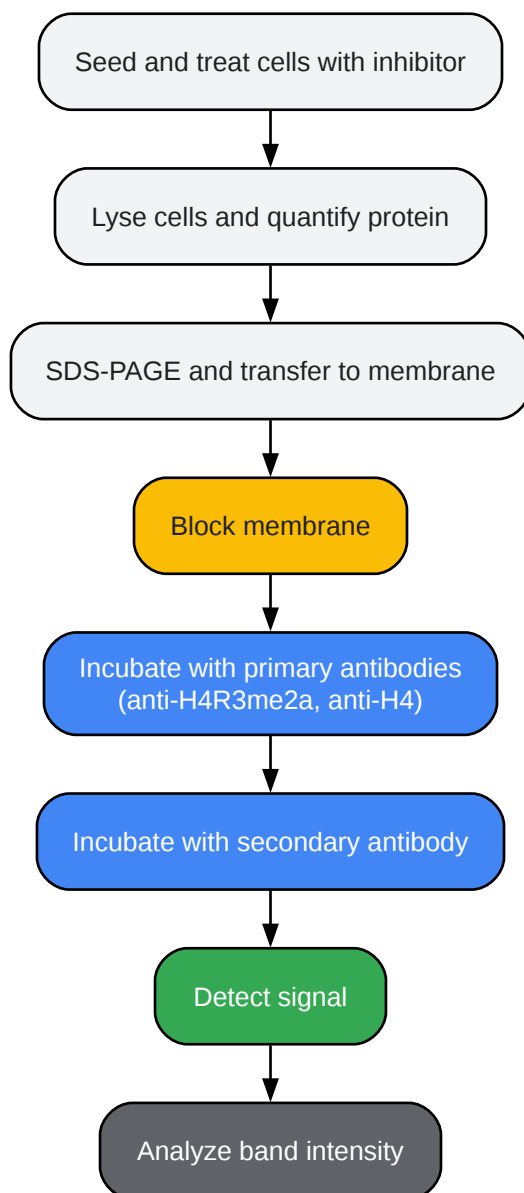 Seed and treat cells with inhibitor
Lyse cells and quantify protein
SDS-PAGE and transfer to membrane
Block membrane
Incubate with primary antibodies
(anti-H4R3me2a, anti-H4)
Incubate with secondary antibody
Detect signal
Analyze band intensity